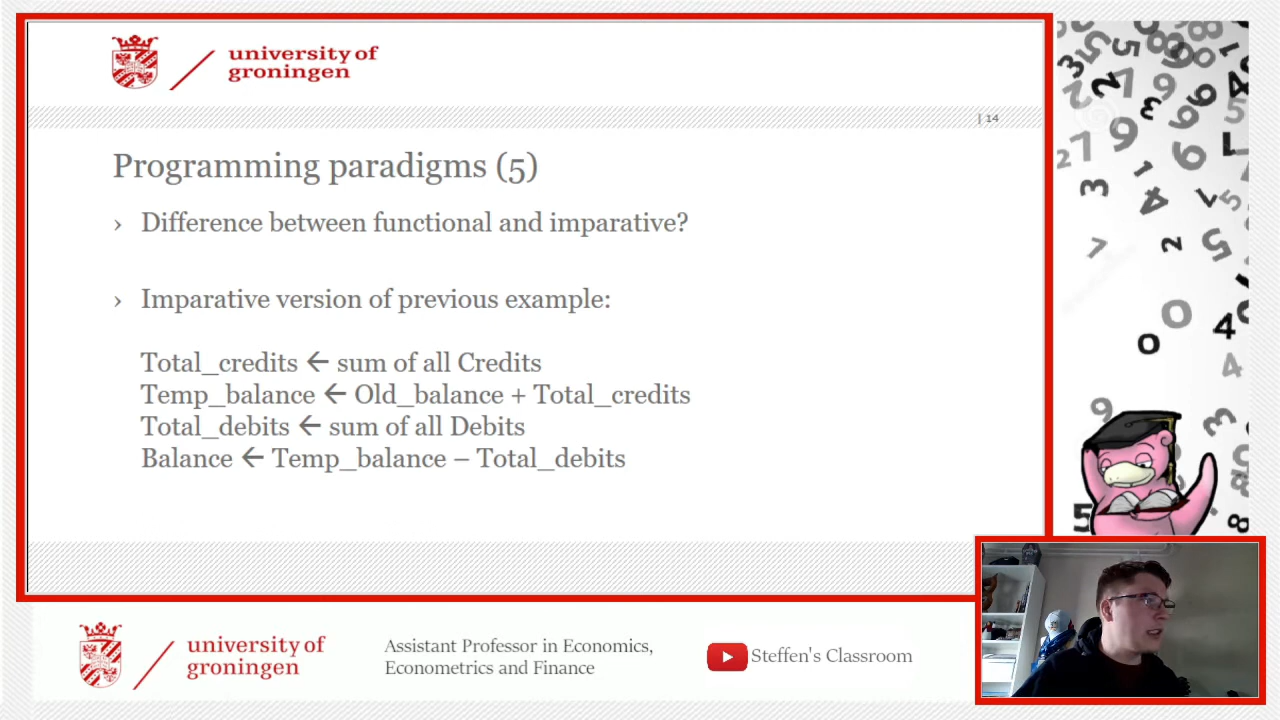 university of
groningen
| 14
Programming paradigms (5)
› Difference between functional and imparative?
› Imparative version of previous example:
Total_credits ← sum of all Credits
Temp_balance ← Old_balance + Total_credits
Total_debits ← sum of all Debits
Balance ← Temp_balance – Total_debits
university of
groningen
Assistant Professor in Economics,
Econometrics and Finance
Steffen's Classroom